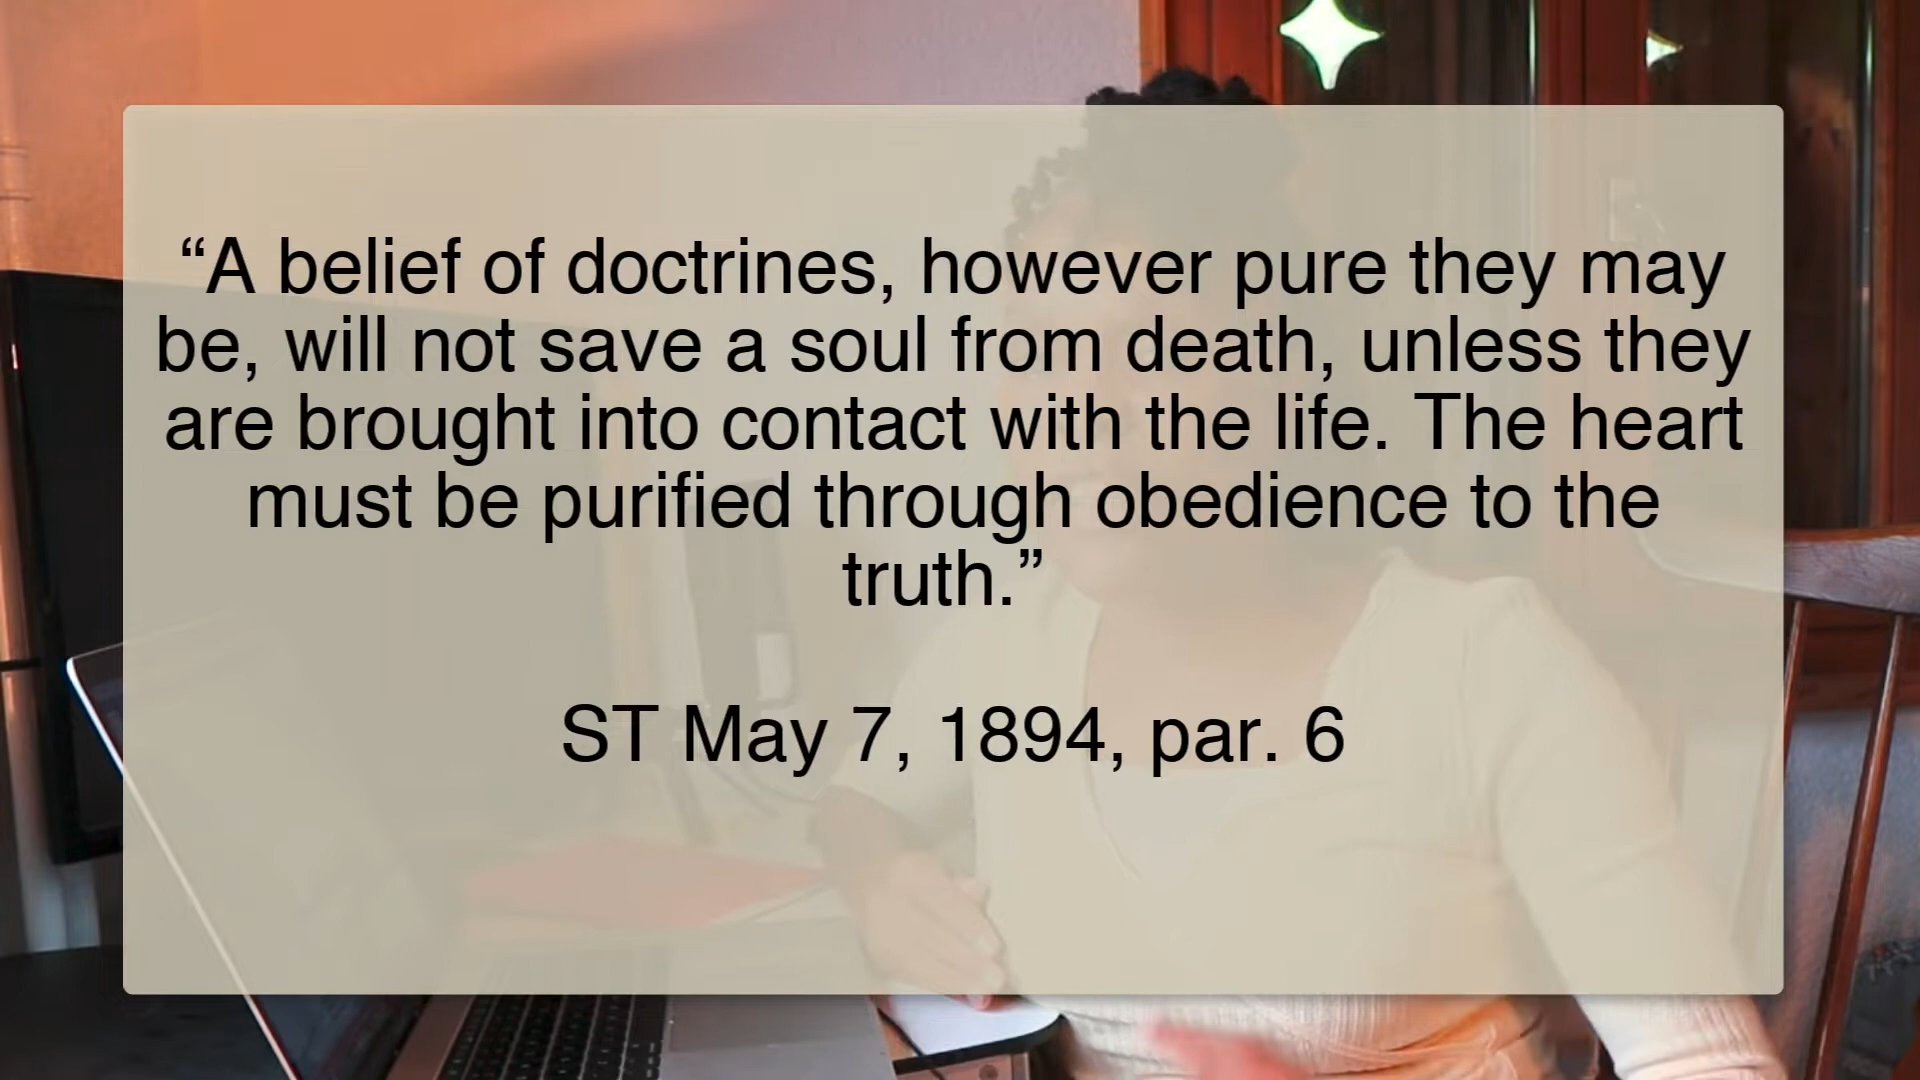 “A belief of doctrines, however pure they may
be, will not save a soul from death, unless they
are brought into contact with the life. The heart
must be purified through obedience to the
truth.”
ST May 7, 1894, par. 6